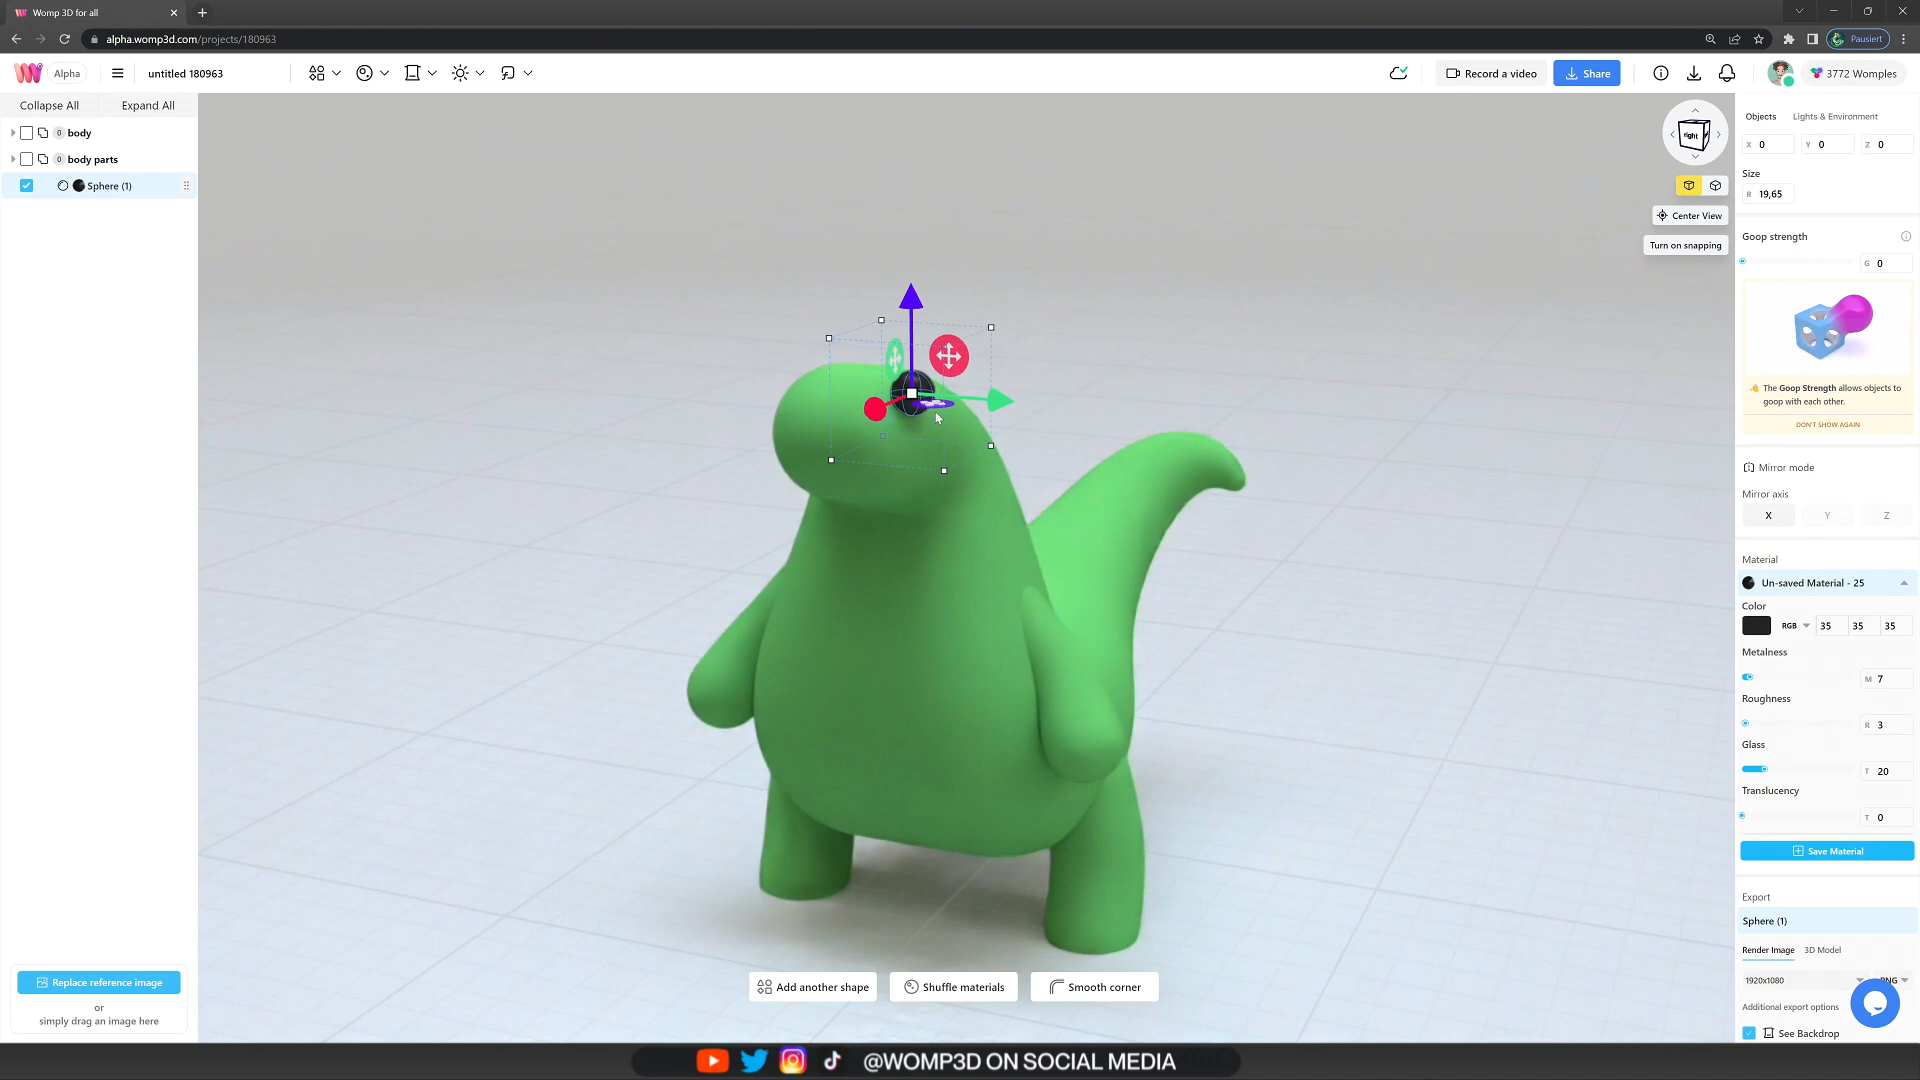 Womp 3D for all
alpha.womp3d.com/projects/180963
Pausiert
Alpha
untitled 180963
Record a video
Share
3772 Womples
Collapse All
Expand All
0 body
0 body parts
Sphere (1)
right
Center View
Turn on snapping
Objects
Lights & Environment
X 0
Y 0
Z 0
Size
R 19,65
Goop strength
G 0
The Goop Strength allows objects to
goop with each other.
DON'T SHOW AGAIN
Mirror mode
Mirror axis
X
Y
Z
Material
Un-saved Material - 25
Color
RGB 35 35 35
Metalness
M 7
Roughness
R 3
Glass
T 20
Translucency
T 0
Save Material
Export
Sphere (1)
Render Image
3D Model
1920x1080
Additional export options
See Backdrop
Replace reference image
or
simply drag an image here
Add another shape
Shuffle materials
Smooth corner
@WOMP3D ON SOCIAL MEDIA